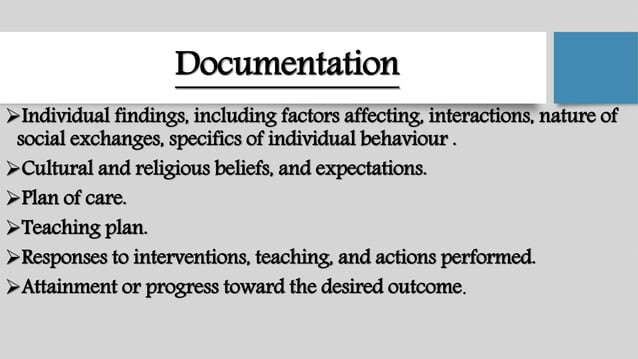 Documentation
➢Individual findings, including factors affecting, interactions, nature of
social exchanges, specifics of individual behaviour .
➢Cultural and religious beliefs, and expectations.
➢Plan of care.
➢Teaching plan.
➢Responses to interventions, teaching, and actions performed.
➢Attainment or progress toward the desired outcome.